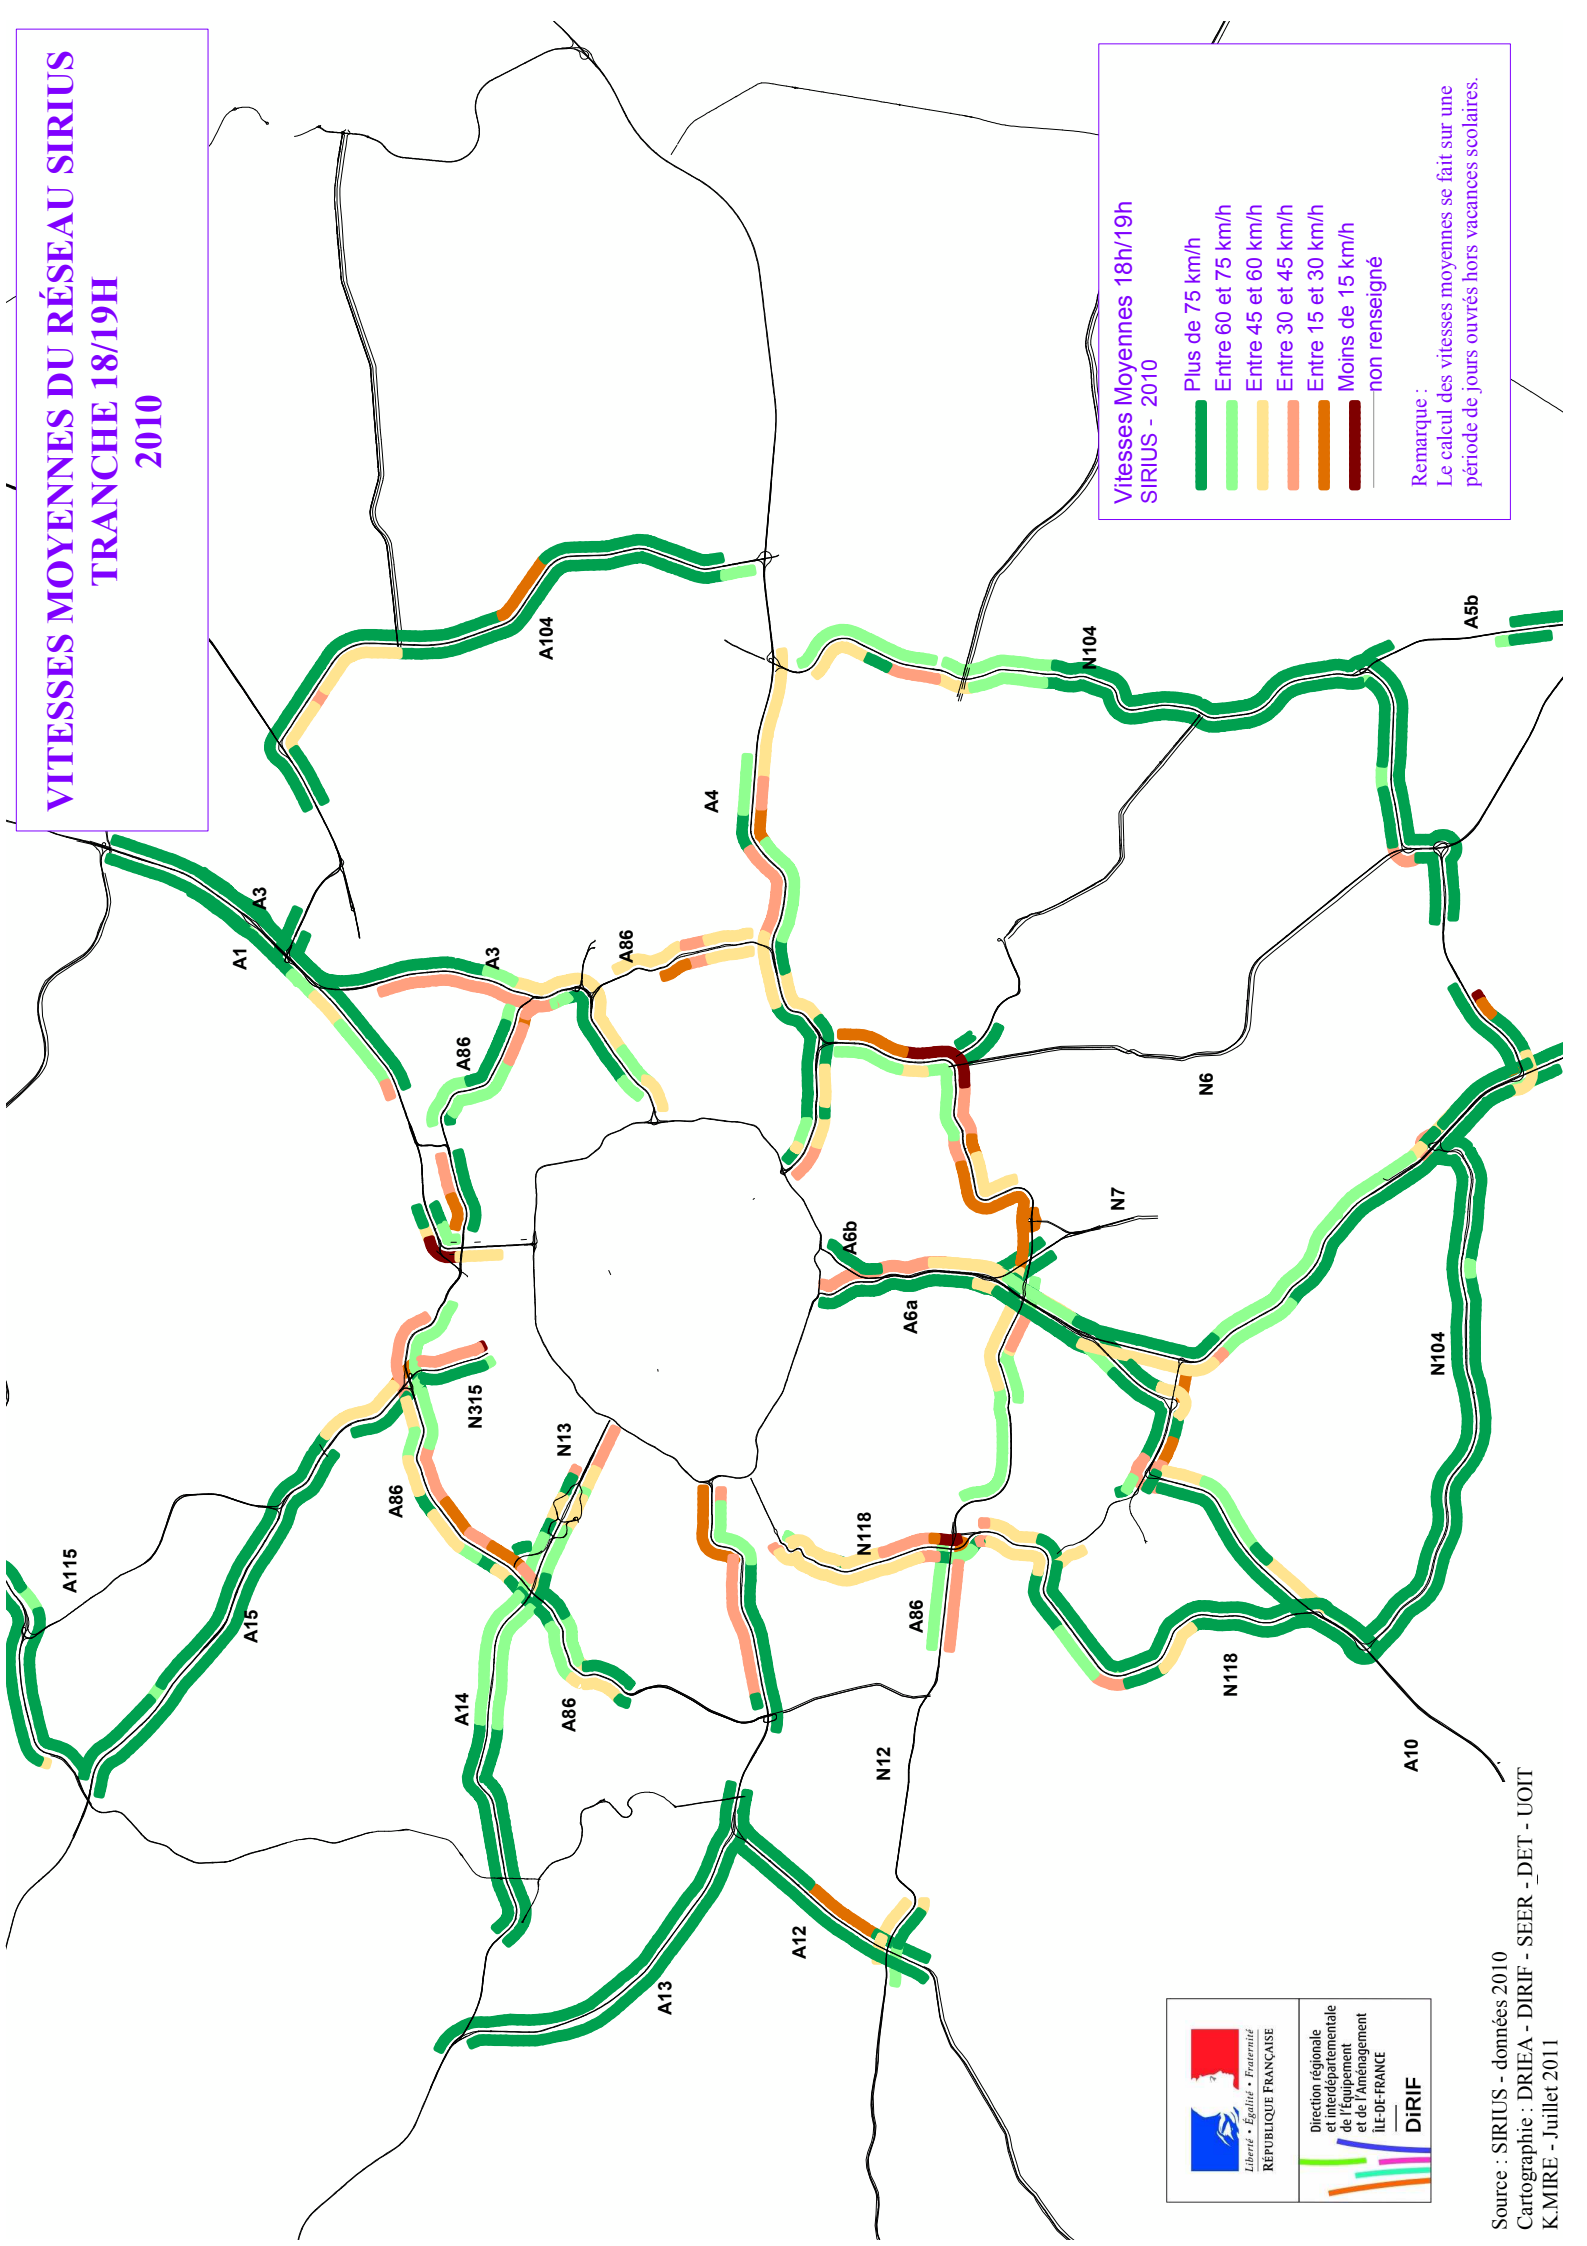 VITESSES MOYENNES DU RÉSEAU SIRIUS
TRANCHE 18/19H
2010
A115
A15
A1
A3
A104
A86
A3
A86
A86
N315
N13
A14
A86
A4
A13
A12
N12
A86
N118
A6a
A6b
N7
N6
N104
A5b
N118
A10
N104
Vitesses Moyennes 18h/19h
SIRIUS - 2010
Plus de 75 km/h
Entre 60 et 75 km/h
Entre 45 et 60 km/h
Entre 30 et 45 km/h
Entre 15 et 30 km/h
Moins de 15 km/h
non renseigné
Remarque :
Le calcul des vitesses moyennes se fait sur une
période de jours ouvrés hors vacances scolaires.
Liberté • Égalité • Fraternité
RÉPUBLIQUE FRANÇAISE
Direction régionale
et interdépartementale
de l'Équipement
et de l'Aménagement
ÎLE-DE-FRANCE
DiRIF
Source : SIRIUS - données 2010
Cartographie : DRIEA - DIRIF - SEER - DET - UOIT
K.MIRE - Juillet 2011